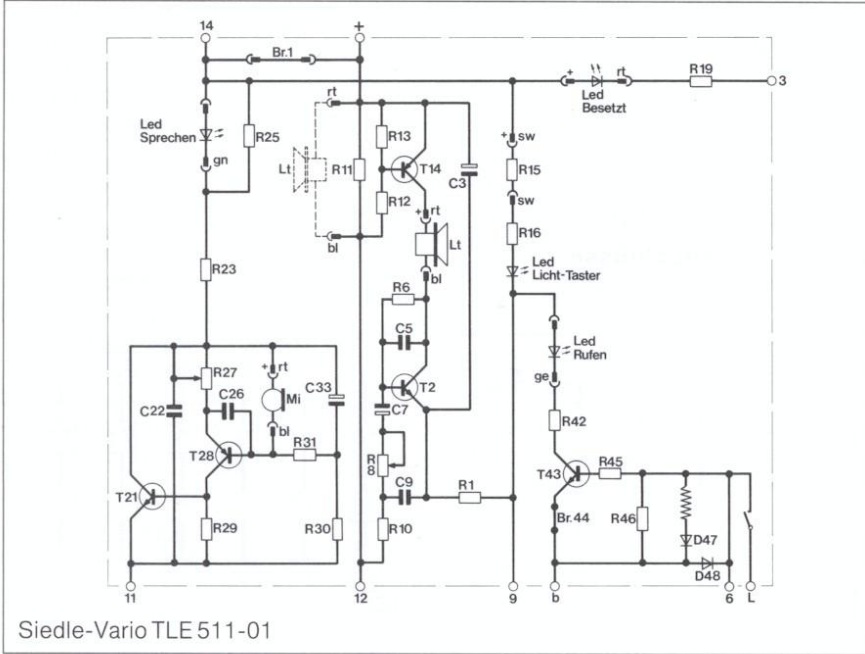 14
+
Br.1
3
Led
Sprechen
gn
R25
rt
Lt
bl
R11
R13
R12
T14
C3
rt
Lt
bl
+
Led
Besetzt
rt
R19
+
sw
R15
sw
R16
Led
Licht-Taster
R23
R6
C5
T2
C7
R
8
C9
R10
R1
Led
Rufen
ge
R42
R27
C26
C22
+
rt
Mi
bl
C33
T28
R31
T21
R29
R30
T43
R45
Br.44
R46
D47
D48
11
12
9
b
6
L
Siedle-Vario TLE 511-01